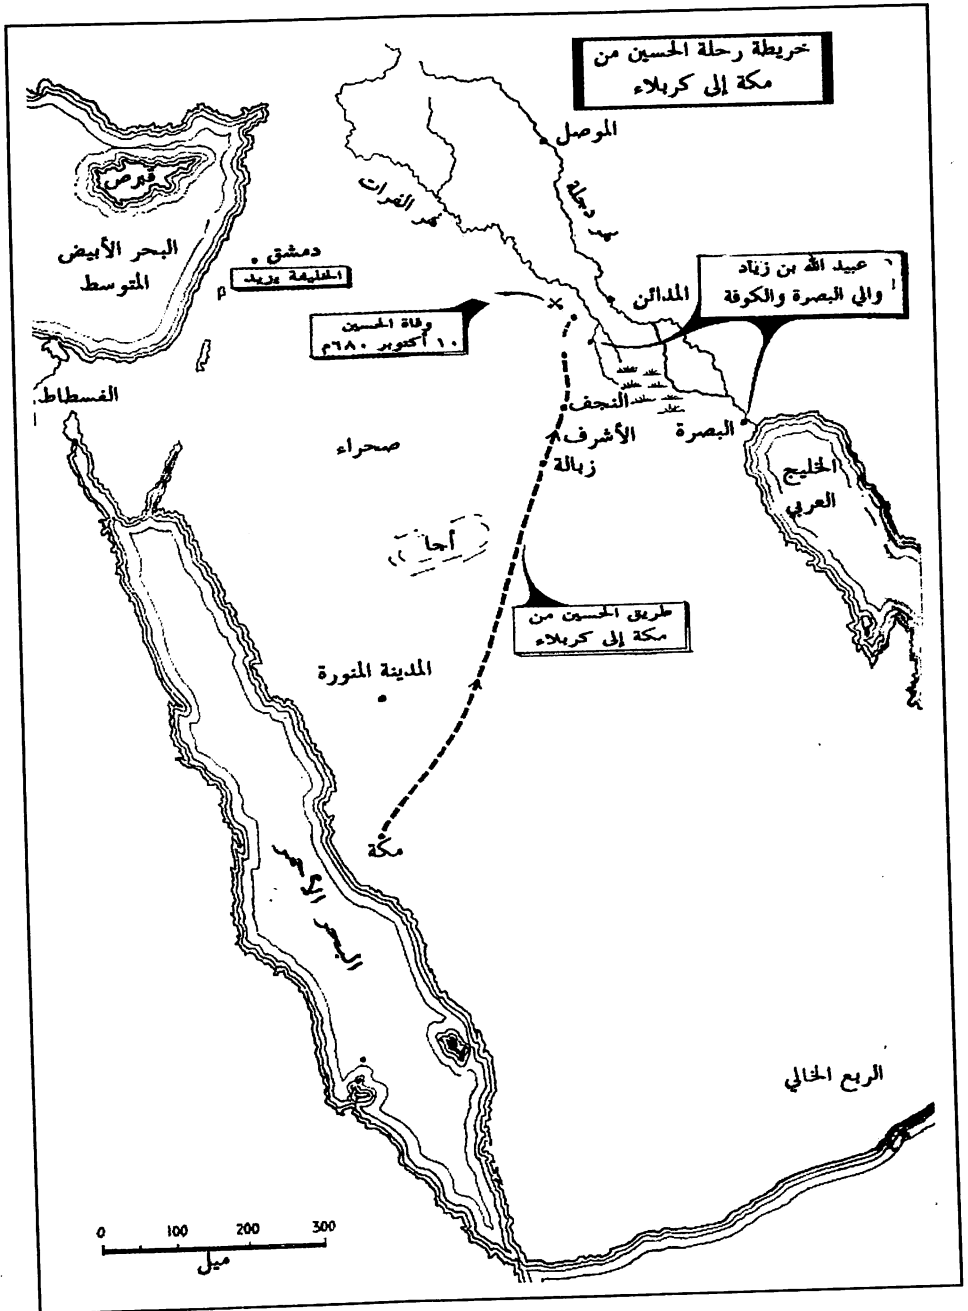 خريطة رحلة الحسين من
مكة إلى كربلاء
الموصل
قبرص
نهر الفرات
نهر دجلة
البحر الأبيض
المتوسط
دمشق
الخليفة يزيد
عبيد الله بن زياد
والي البصرة والكوفة
المدائن
وفاة الحسين
١٠ أكتوبر ٦٨٠م
الفسطاط
النجف
الأشرف
زبالة
البصرة
صحراء
الخليج
العربي
أجا
طريق الحسين من
مكة إلى كربلاء
المدينة المنورة
مكة
البحر الأحمر
الربع الخالي
0 100 200 300
ميل